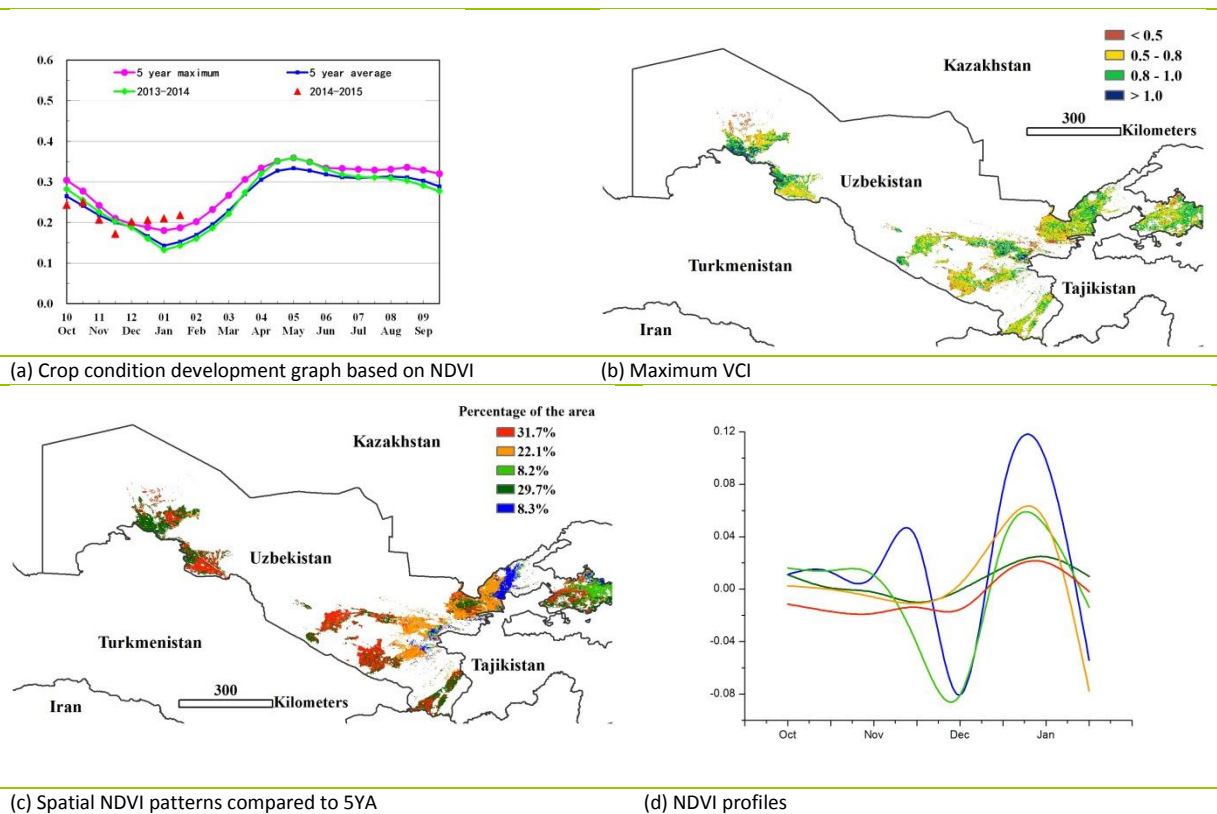 0.6
0.5
0.4
0.3
0.2
0.1
0.0
5 year maximum
5 year average
2013-2014
2014-2015
10 11 12 01 02 03 04 05 06 07 08 09
Oct Nov Dec Jan Feb Mar Apr May Jun Jul Aug Sep
< 0.5
0.5 - 0.8
0.8 - 1.0
> 1.0
Kazakhstan
300
Kilometers
Uzbekistan
Turkmenistan
Tajikistan
Iran
(a) Crop condition development graph based on NDVI
(b) Maximum VCI
Percentage of the area
31.7%
22.1%
8.2%
29.7%
8.3%
Kazakhstan
Uzbekistan
Turkmenistan
Tajikistan
300
Kilometers
Iran
0.12
0.08
0.04
0.00
-0.04
-0.08
Oct Nov Dec Jan
(c) Spatial NDVI patterns compared to 5YA
(d) NDVI profiles